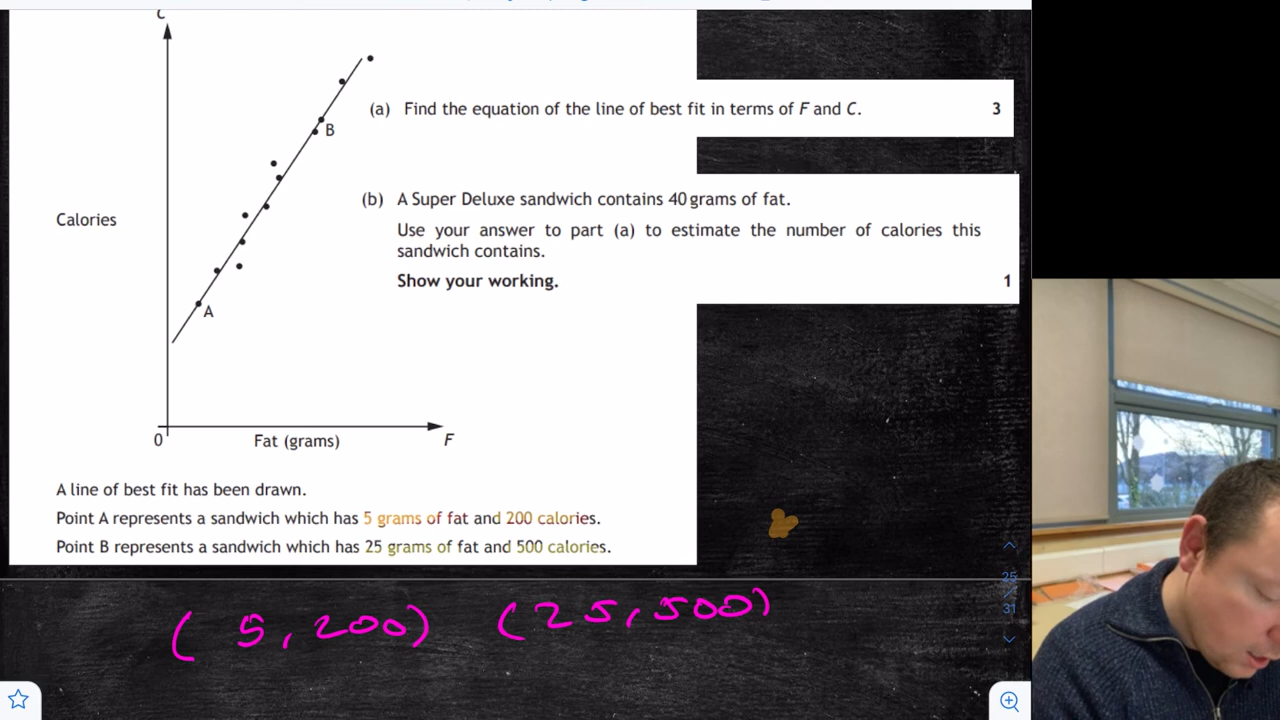 C
(a) Find the equation of the line of best fit in terms of F and C. 3
B
(b) A Super Deluxe sandwich contains 40 grams of fat.
Use your answer to part (a) to estimate the number of calories this
sandwich contains.
Show your working. 1
Calories
A
0 Fat (grams) F
A line of best fit has been drawn.
Point A represents a sandwich which has 5 grams of fat and 200 calories.
Point B represents a sandwich which has 25 grams of fat and 500 calories.
25
31
(5,200) (25,500)